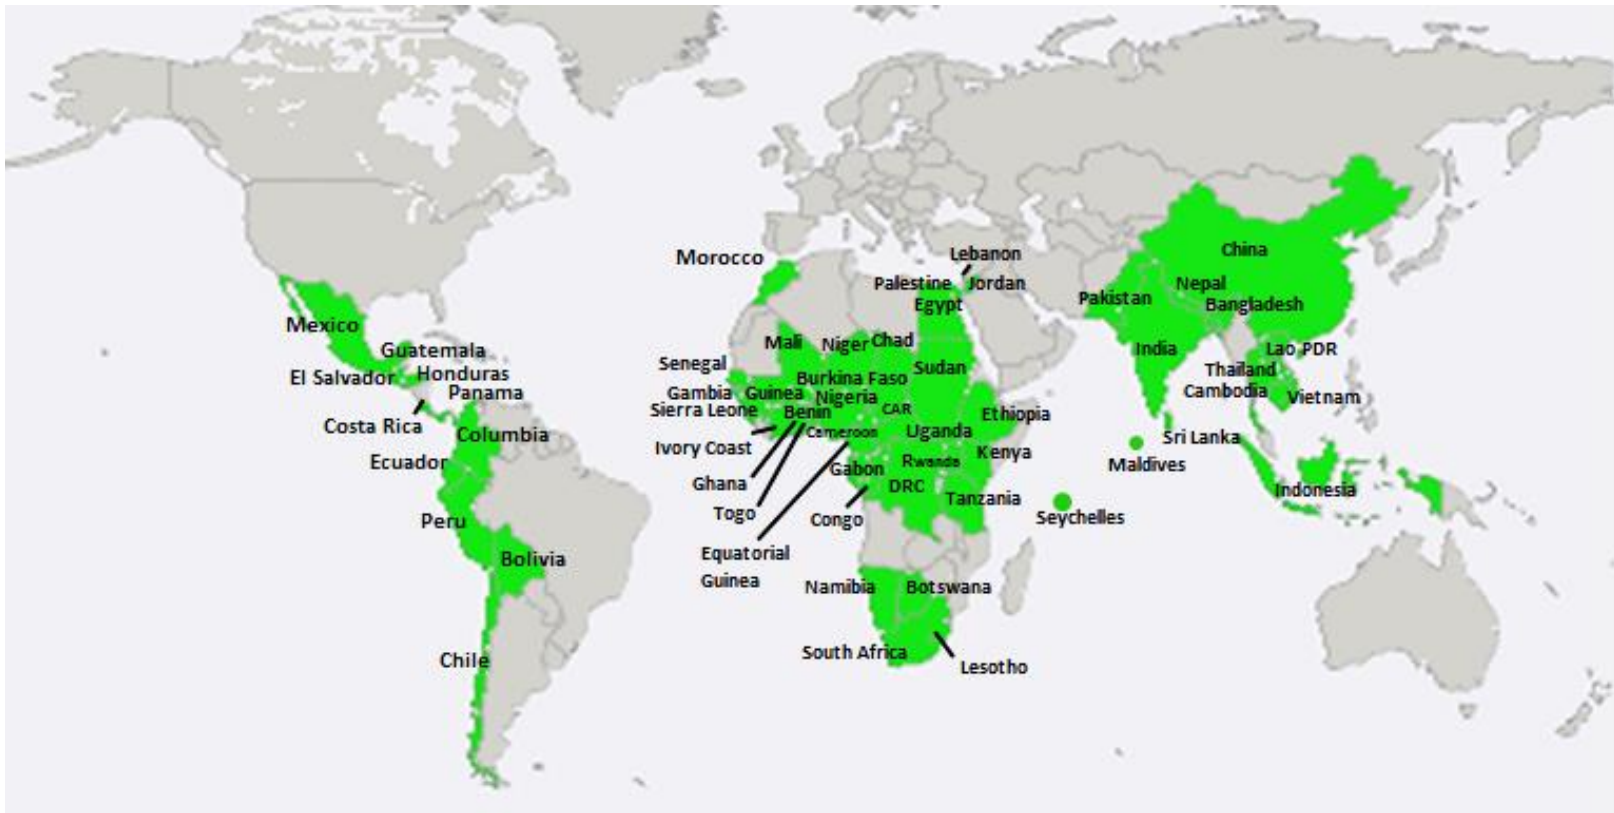 Mexico
Guatemala
Honduras
El Salvador
Panama
Costa Rica
Columbia
Ecuador
Peru
Bolivia
Chile
Morocco
Lebanon
Palestine
Jordan
Egypt
Mali
Niger
Chad
Senegal
Sudan
Burkina Faso
Gambia
Guinea
Nigeria
Sierra Leone
Benin
CAR
Ethiopia
Cameroon
Uganda
Ivory Coast
Kenya
Gabon
Rwanda
Ghana
DRC
Tanzania
Togo
Congo
Equatorial
Guinea
Namibia
Botswana
South Africa
Lesotho
China
Nepal
Pakistan
Bangladesh
India
Lao PDR
Thailand
Cambodia
Vietnam
Sri Lanka
Maldives
Indonesia
Seychelles